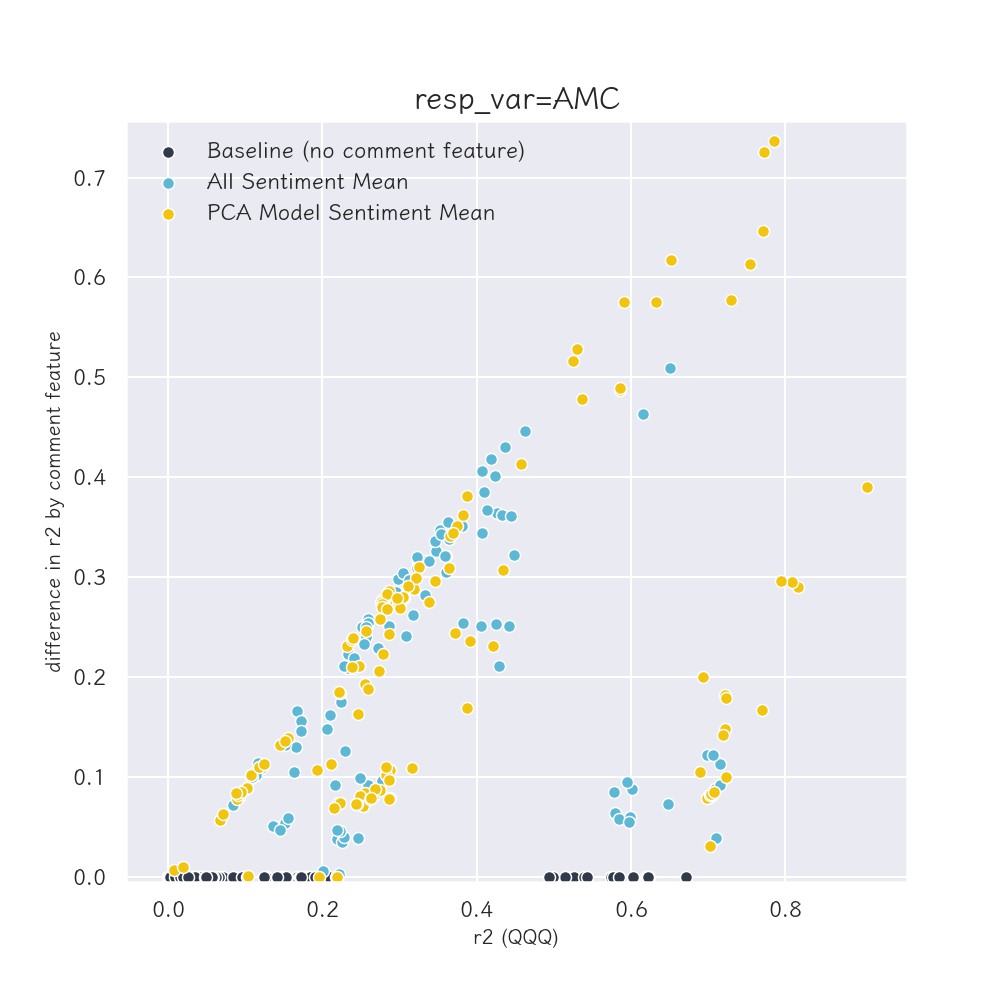 resp_var=AMC
Baseline (no comment feature)
All Sentiment Mean
PCA Model Sentiment Mean
difference in r2 by comment feature
0.7
0.6
0.5
0.4
0.3
0.2
0.1
0.0
0.0 0.2 0.4 0.6 0.8
r2 (QQQ)